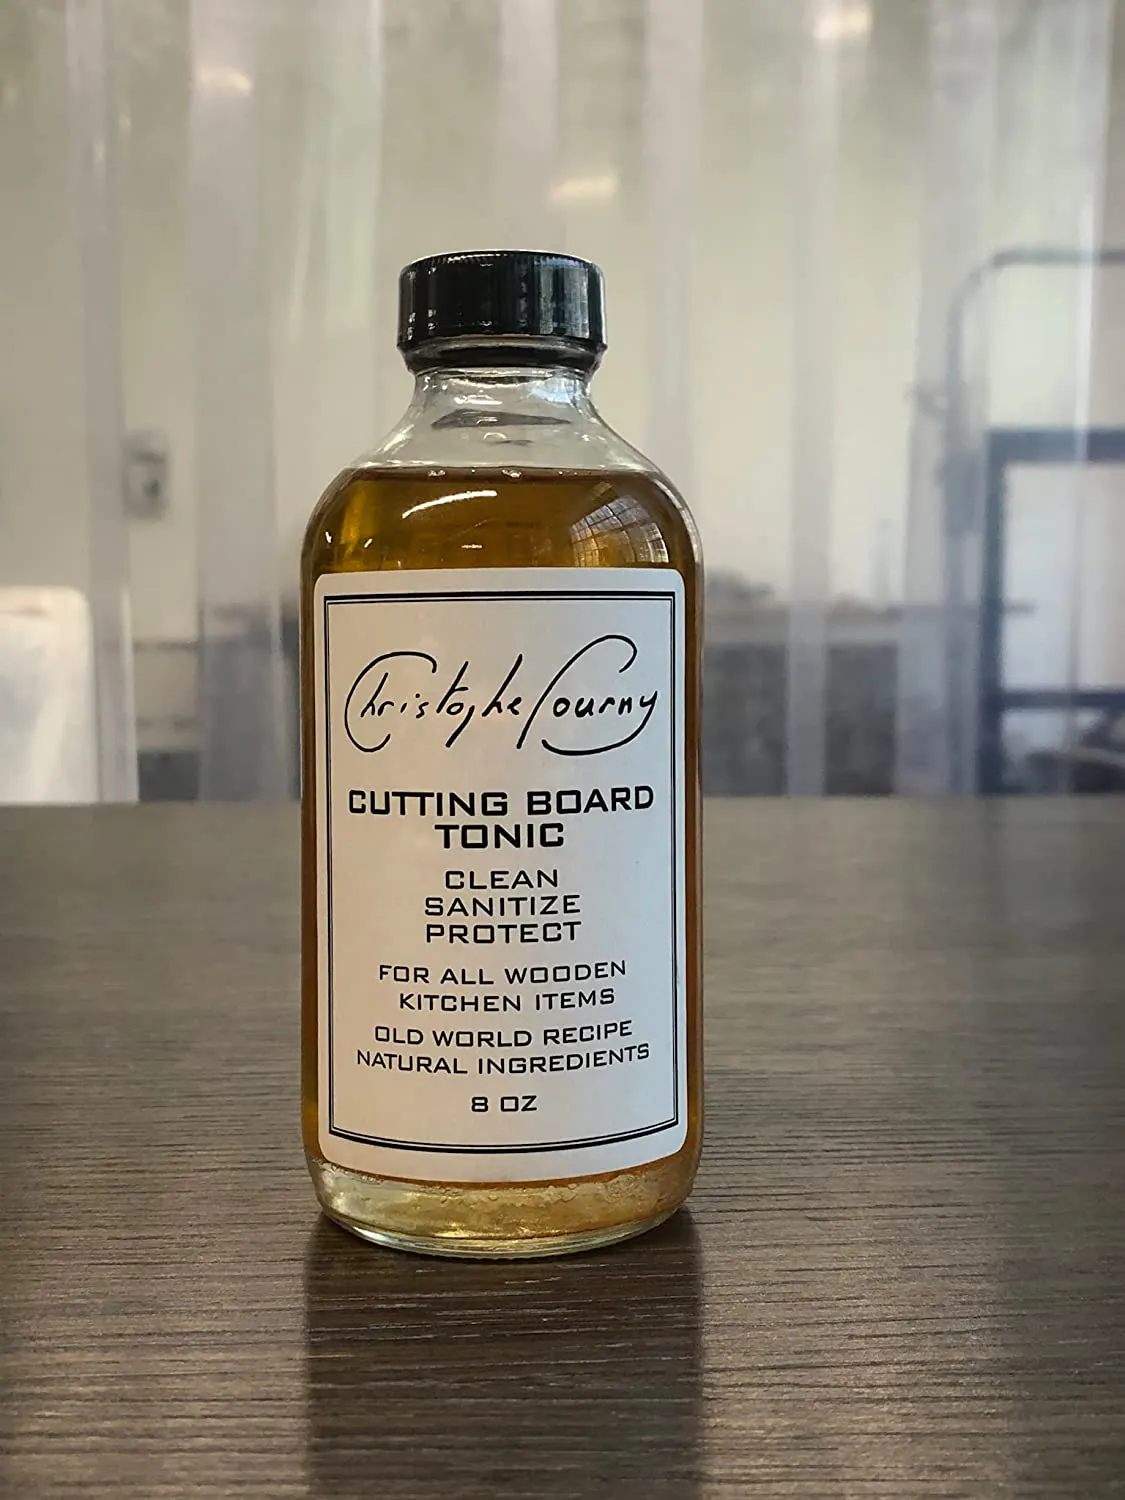 Christophe Pourny
CUTTING BOARD
TONIC
CLEAN
SANITIZE
PROTECT
FOR ALL WOODEN
KITCHEN ITEMS
OLD WORLD RECIPE
NATURAL INGREDIENTS
8 OZ